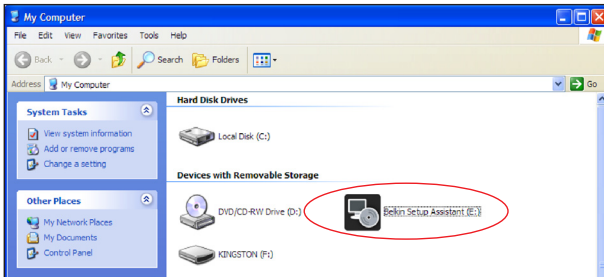 My Computer
File Edit View Favorites Tools Help
Back Search Folders
Address My Computer Go
System Tasks
View system information
Add or remove programs
Change a setting
Other Places
My Network Places
My Documents
Control Panel
Hard Disk Drives
Local Disk (C:)
Devices with Removable Storage
DVD/CD-RW Drive (D:)
Belkin Setup Assistant (E:)
KINGSTON (F:)